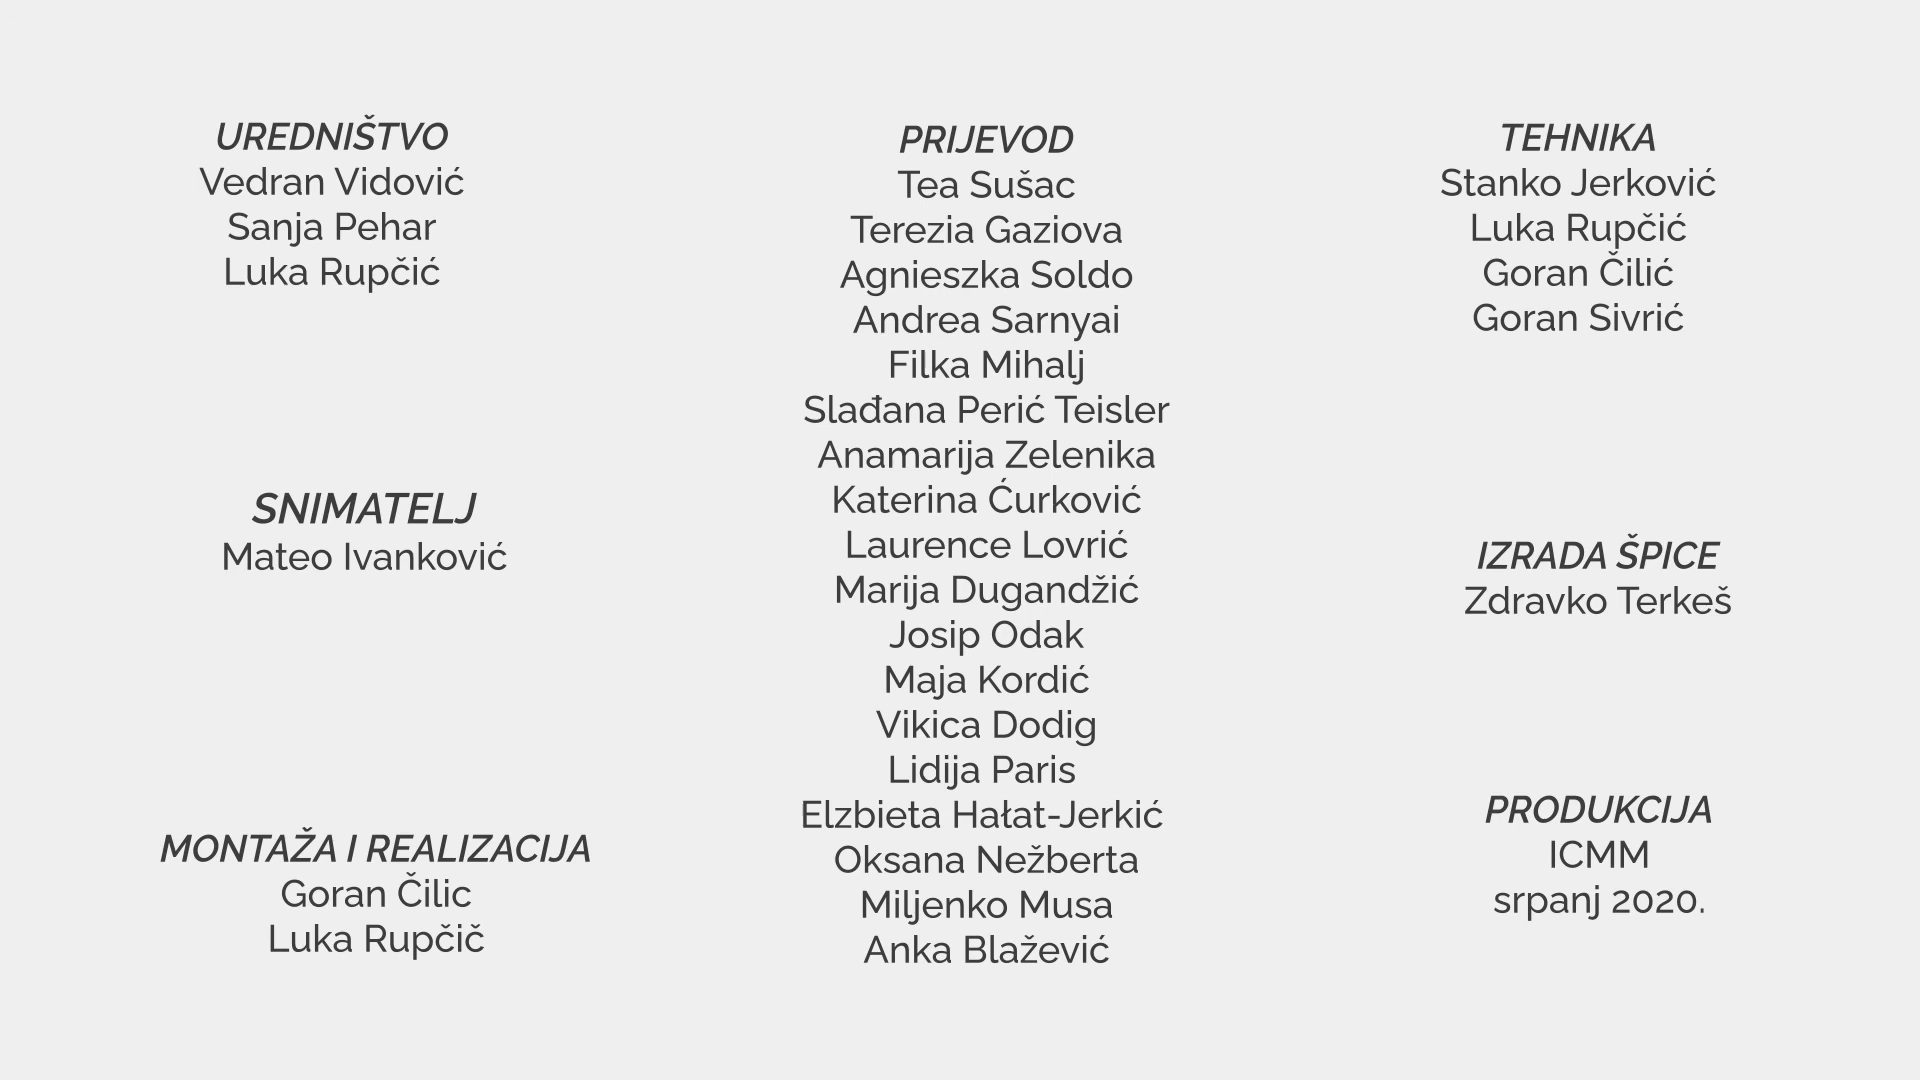 UREDNIŠTVO
Vedran Vidović
Sanja Pehar
Luka Rupčić
SNIMATELJ
Mateo Ivanković
MONTAŽA I REALIZACIJA
Goran Čilic
Luka Rupčič
PRIJEVOD
Tea Sušac
Terezia Gaziova
Agnieszka Soldo
Andrea Sarnyai
Filka Mihalj
Slađana Perić Teisler
Anamarija Zelenika
Katerina Ćurković
Laurence Lovrić
Marija Dugandžić
Josip Odak
Maja Kordić
Vikica Dodig
Lidija Paris
Elzbieta Hałat-Jerkić
Oksana Nežberta
Miljenko Musa
Anka Blažević
TEHNIKA
Stanko Jerković
Luka Rupčić
Goran Čilić
Goran Sivrić
IZRADA ŠPICE
Zdravko Terkeš
PRODUKCIJA
ICMM
srpanj 2020.